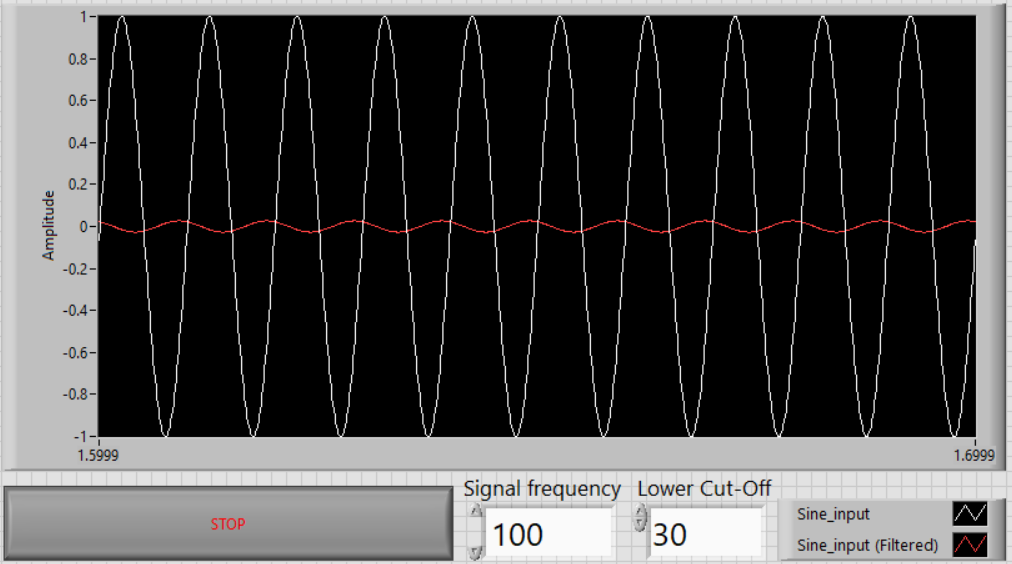 1
0.8
0.6
0.4
0.2
0
-0.2
-0.4
-0.6
-0.8
-1
Amplitude
1.5999
1.6999
Signal frequency
Lower Cut-Off
STOP
100
30
Sine_input
Sine_input (Filtered)